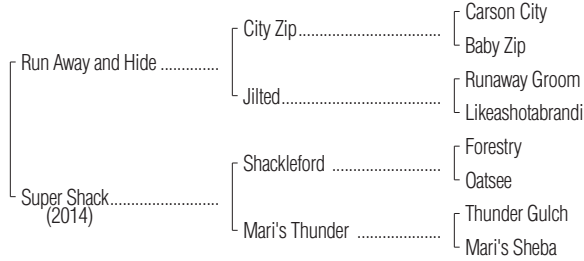 Carson City
City Zip
Baby Zip
Run Away and Hide
Runaway Groom
Jilted
Likeashotabrandi
Forestry
Shackleford
Oatsee
Super Shack
(2014)
Thunder Gulch
Mari's Thunder
Mari's Sheba